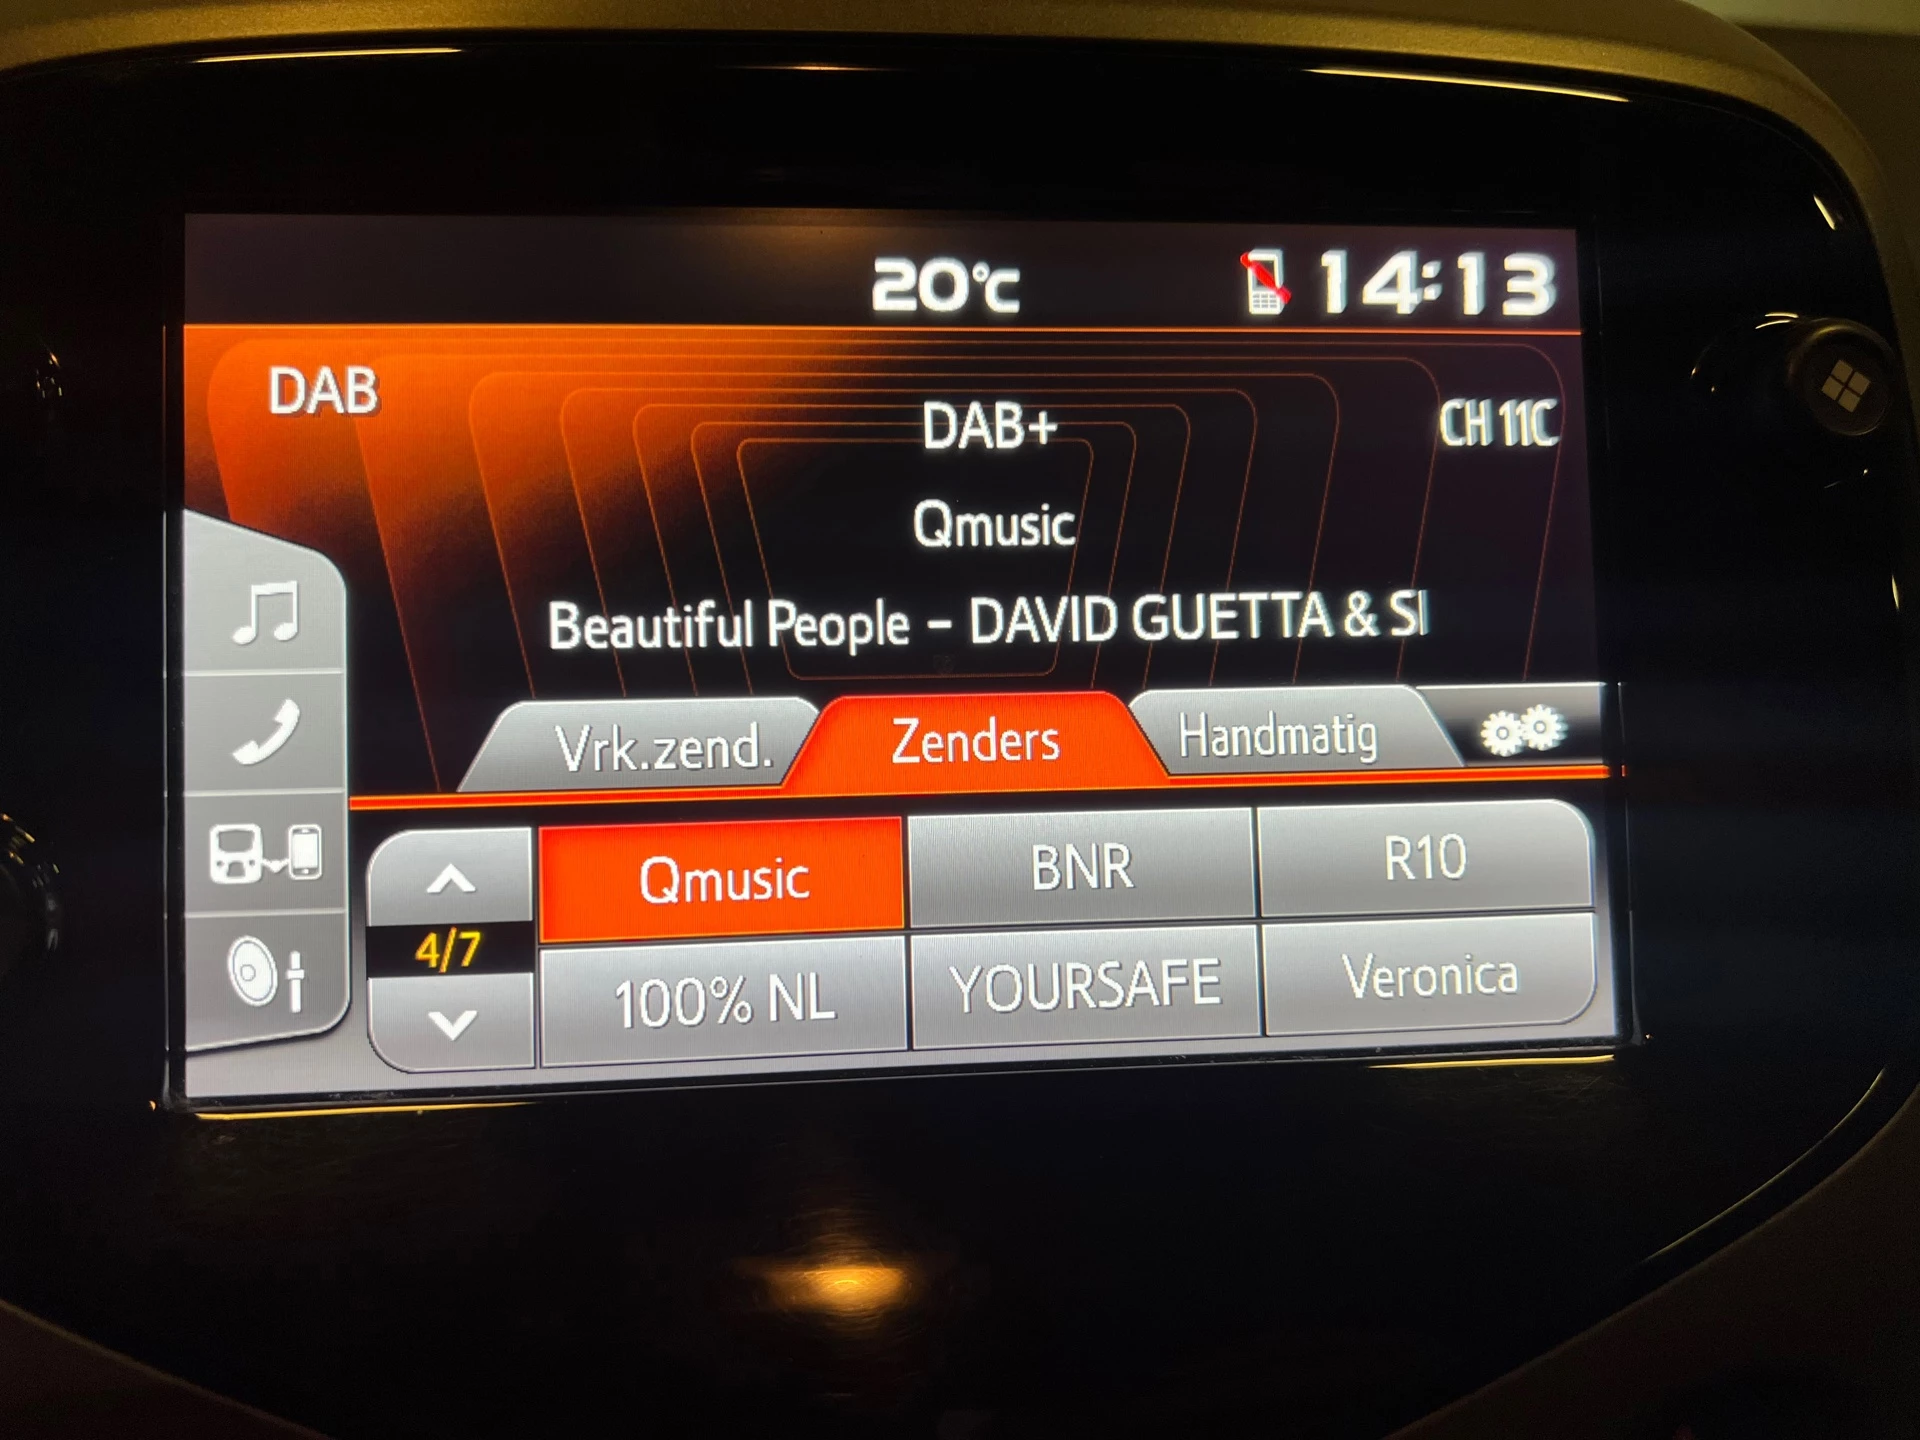 20°C 14:13
DAB DAB+ CH 11C
Qmusic
Beautiful People - DAVID GUETTA & SI
Vrk.zend. Zenders Handmatig
Qmusic BNR R10
4/7
100% NL YOURSAFE Veronica